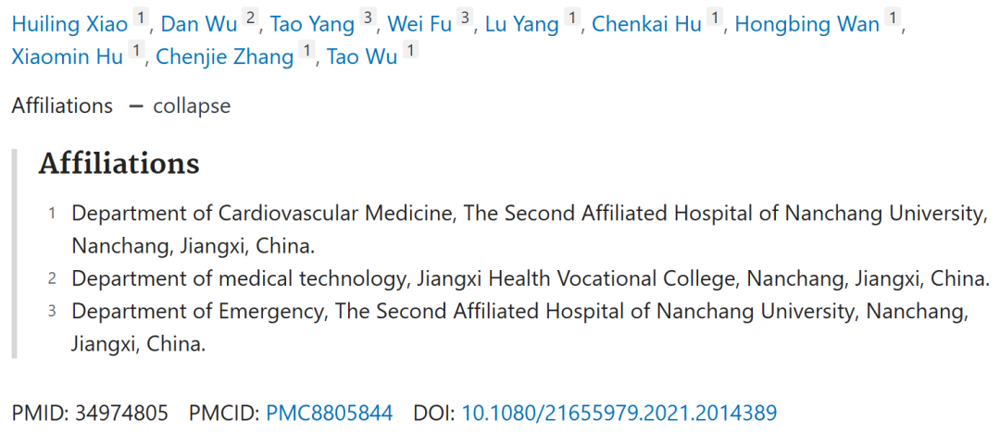 Huiling Xiao 1, Dan Wu 2, Tao Yang 3, Wei Fu 3, Lu Yang 1, Chenkai Hu 1, Hongbing Wan 1,
Xiaomin Hu 1, Chenjie Zhang 1, Tao Wu 1
Affiliations — collapse
Affiliations
1 Department of Cardiovascular Medicine, The Second Affiliated Hospital of Nanchang University,
Nanchang, Jiangxi, China.
2 Department of medical technology, Jiangxi Health Vocational College, Nanchang, Jiangxi, China.
3 Department of Emergency, The Second Affiliated Hospital of Nanchang University, Nanchang,
Jiangxi, China.
PMID: 34974805 PMCID: PMC8805844 DOI: 10.1080/21655979.2021.2014389